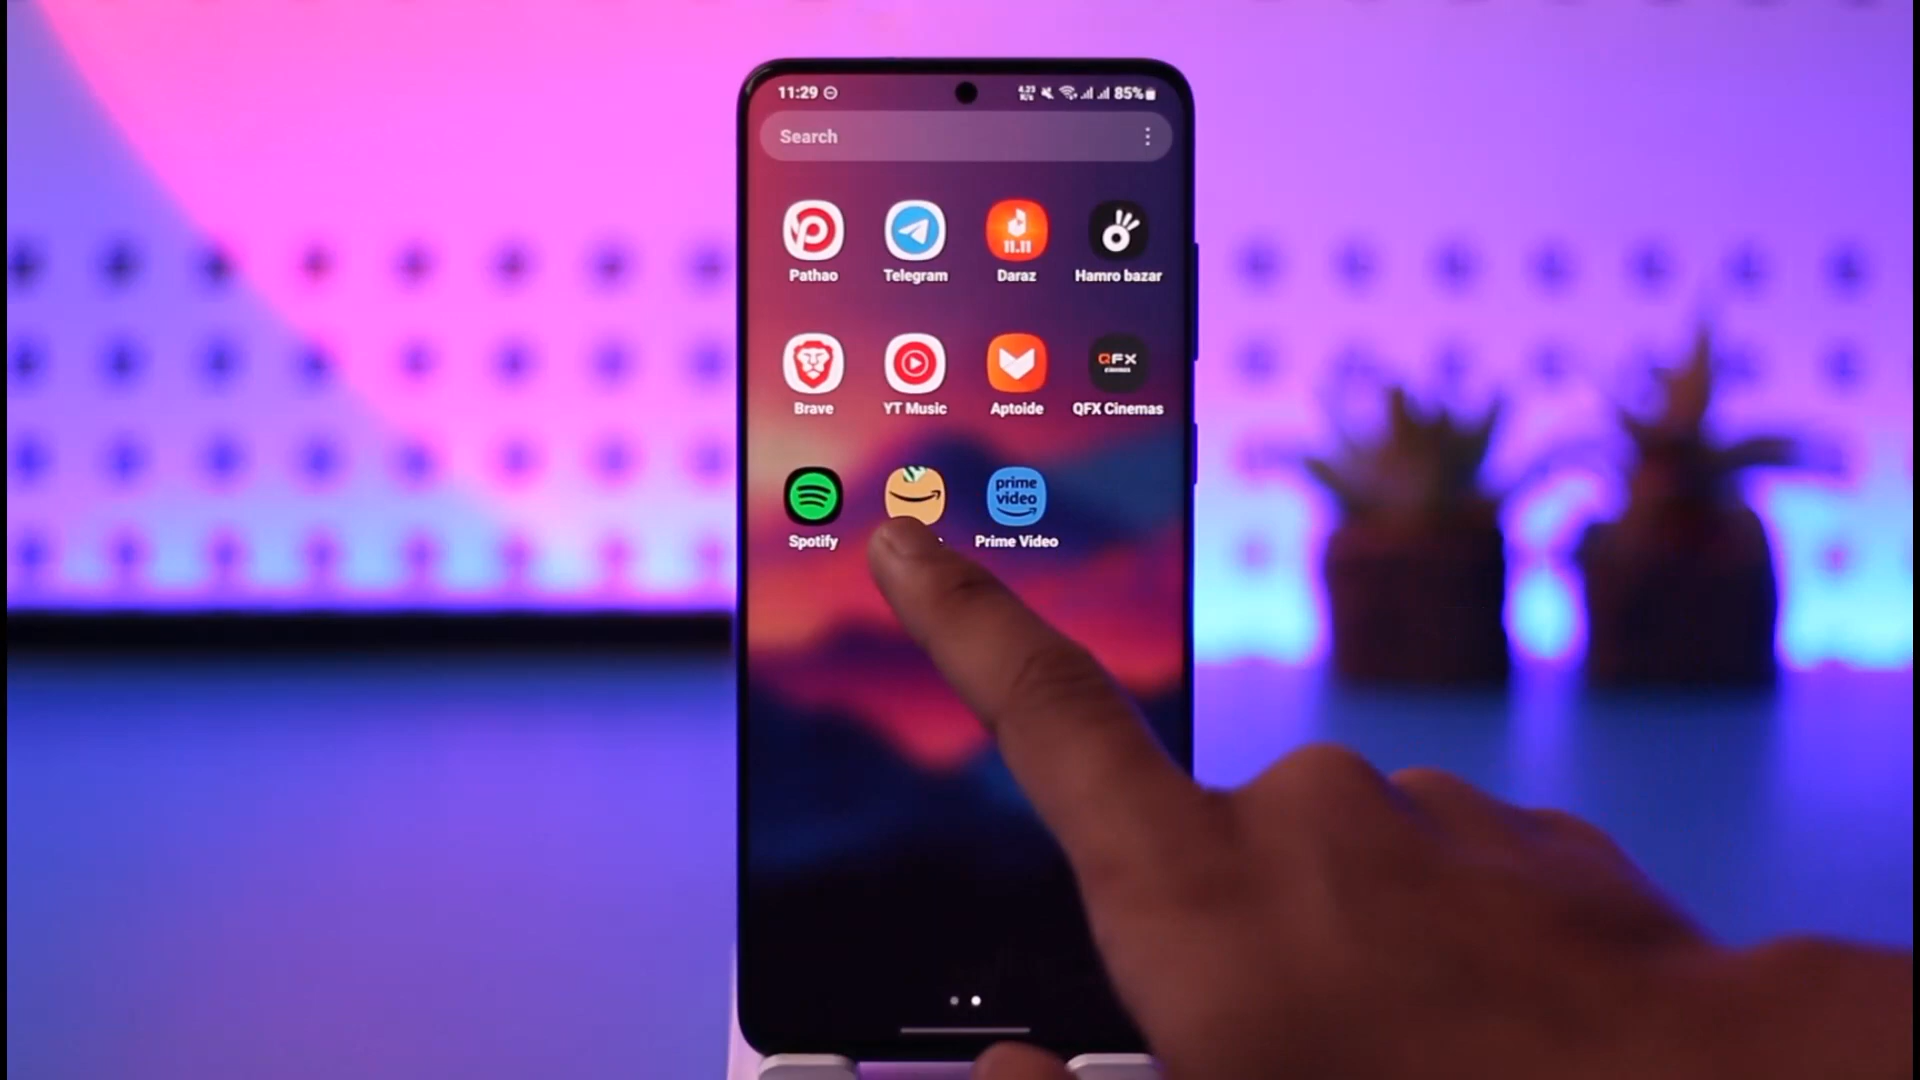 11:29 85%
Search
11.11
Pathao Telegram Daraz Hamro bazar
QFX
CINEMAS
Brave YT Music Aptoide QFX Cinemas
prime
video
Spotify Prime Video